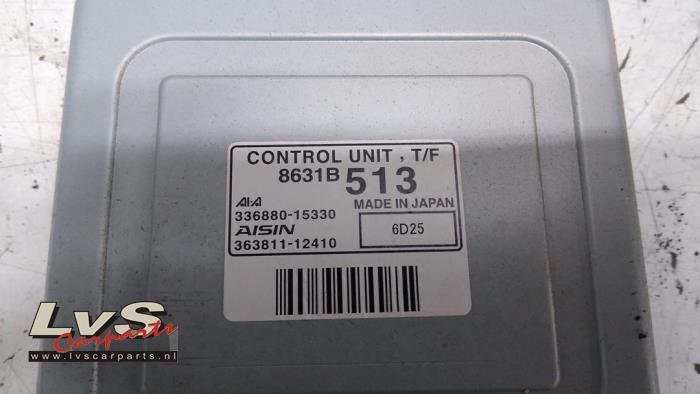 CONTROL UNIT, T/F
8631B 513
AI·A
MADE IN JAPAN
336880-15330
AISIN
6D25
363811-12410
LvS
Carparts
www.lvscarparts.nl